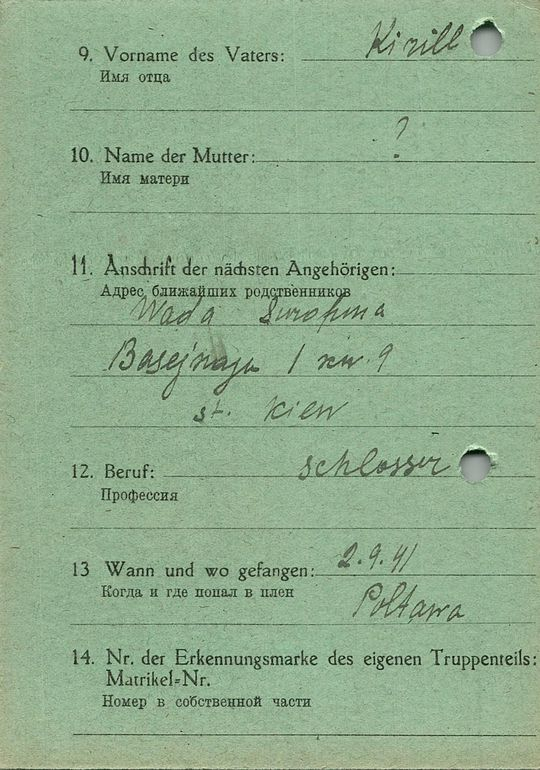 9. Vorname des Vaters: Kirill
Имя отца
10. Name der Mutter: ?
Имя матери
11. Anschrift der nächsten Angehörigen:
Адрес ближайших родственников
Wada
Basejnaja 1 kw. 9
st. Kiew
12. Beruf: Schlosser
Профессия
13 Wann und wo gefangen: 2.9.41
Когда и где попал в плен
Poltawa
14. Nr. der Erkennungsmarke des eigenen Truppenteils:
Matrikel-Nr.
Номер в собственной части